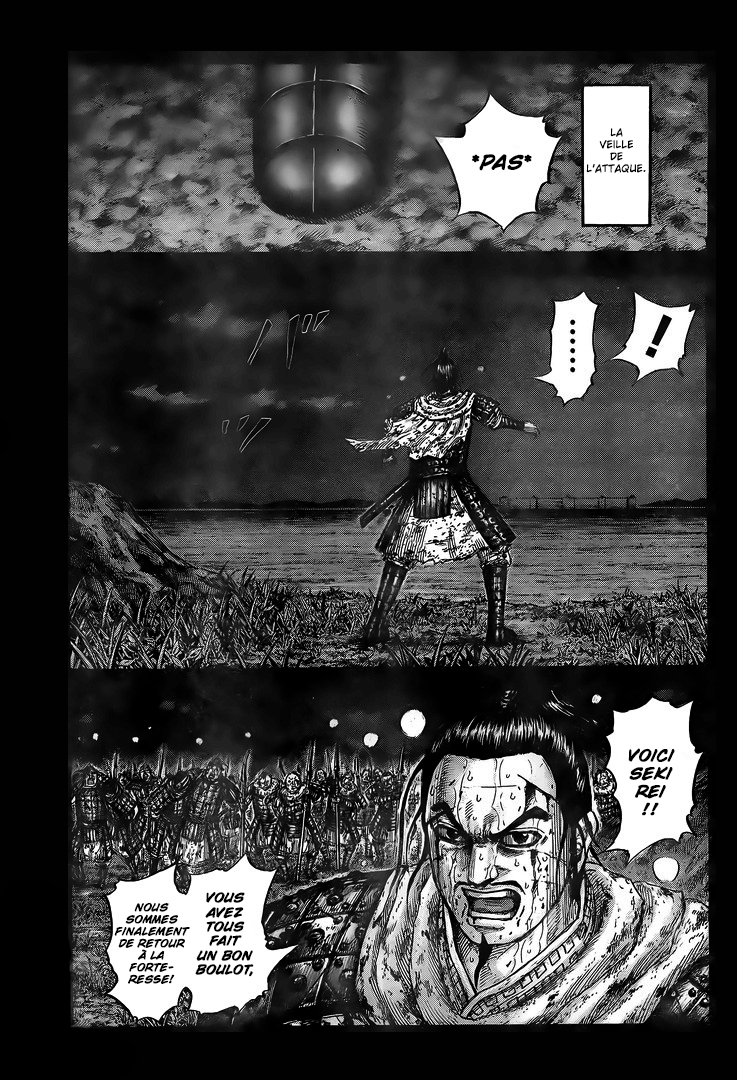 LA
VEILLE
DE
L'ATTAQUE.
*PAS*
!
......
VOICI
SEKI
REI
!!
VOUS
AVEZ
TOUS
FAIT
UN BON
BOULOT,
NOUS
SOMMES
FINALEMENT
DE RETOUR
À LA
FORTE-
RESSE!